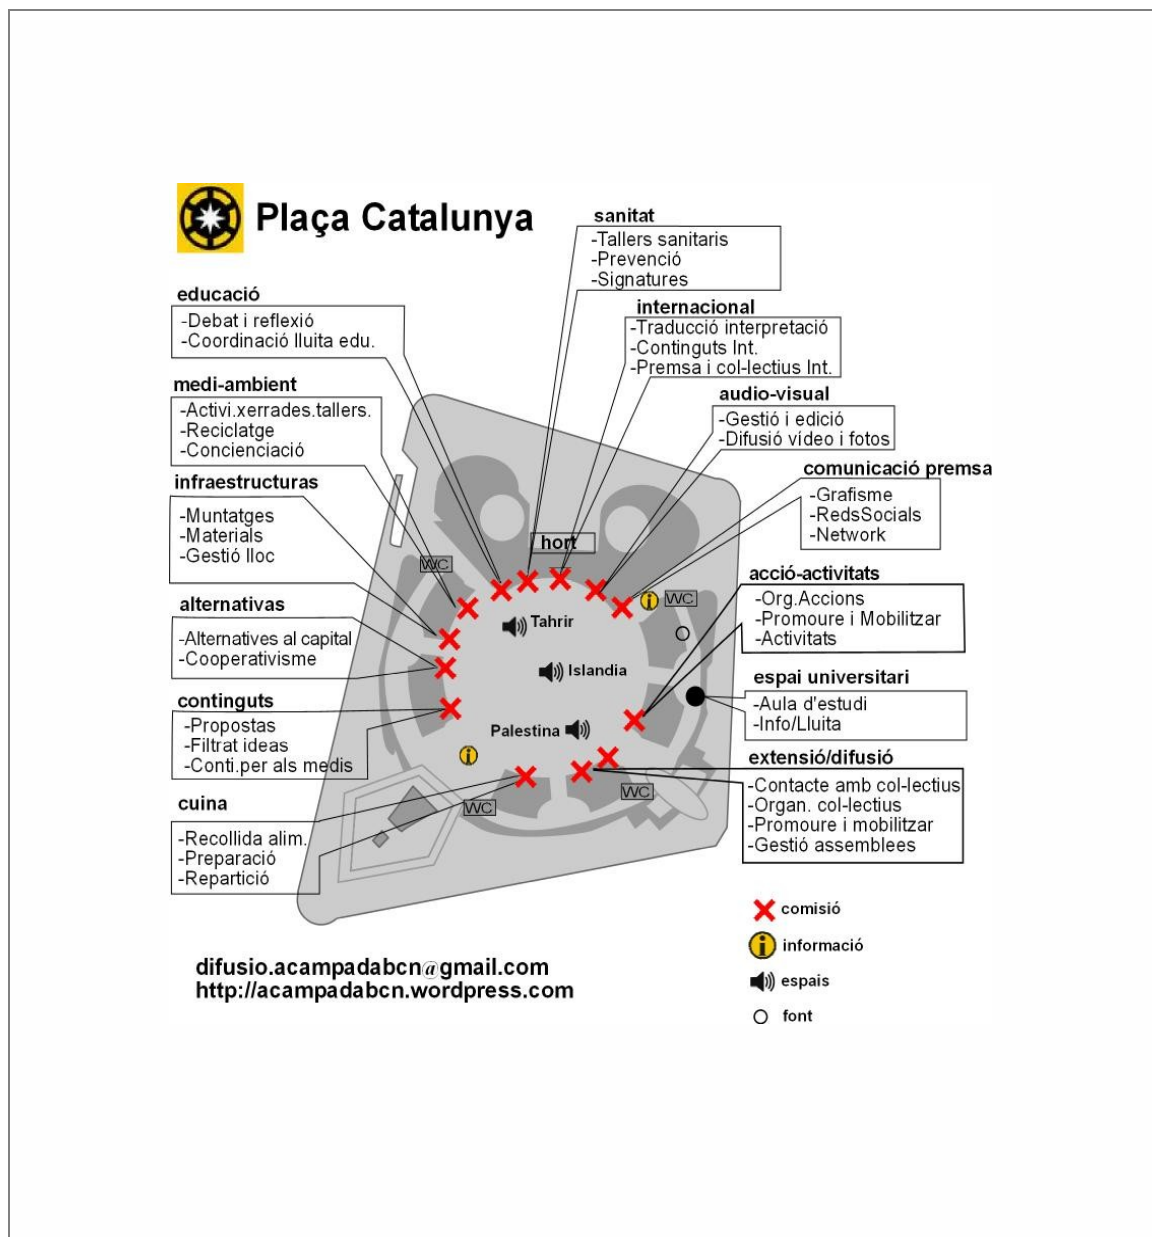 Plaça Catalunya
sanitat
-Tallers sanitaris
-Prevenció
-Signatures
educació
-Debat i reflexió
-Coordinació lluita edu.
internacional
-Traducció interpretació
-Continguts Int.
-Premsa i col-lectius Int.
medi-ambient
-Activi.xerrades.tallers.
-Reciclatge
-Concienciació
audio-visual
-Gestió i edició
-Difusió vídeo i fotos
comunicació premsa
-Grafisme
-RedsSocials
-Network
infraestructuras
-Muntatges
-Materials
-Gestió lloc
hort
WC
WC
acció-activitats
-Org.Accions
-Promoure i Mobilitzar
-Activitats
alternativas
-Alternatives al capital
-Cooperativisme
Tahrir
Islandia
Palestina
espai universitari
-Aula d'estudi
-Info/Lluita
continguts
-Propostas
-Filtrat ideas
-Conti.per als medis
extensió/difusió
-Contacte amb col-lectius
-Organ. col-lectius
-Promoure i mobilitzar
-Gestió assemblees
WC
WC
cuina
-Recollida alim.
-Preparació
-Repartició
comisió
informació
espais
font
difusio.acampadabcn@gmail.com
http://acampadabcn.wordpress.com